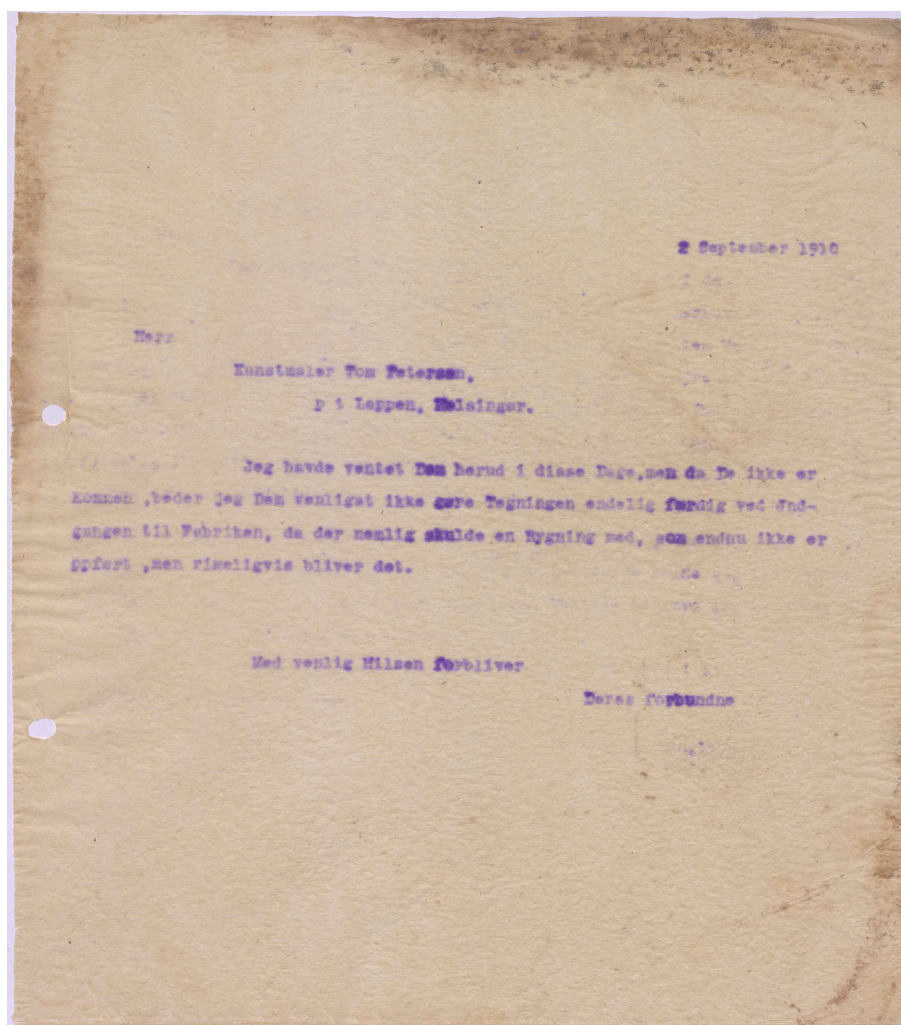 2 September 1910
Herr
Kunstmaler Tom Petersen,
p t Lappen, Helsingør.
Jeg havde ventet Dem herud i disse Dage,men da De ikke er
kommen ,beder jeg Dem venligst ikke gøre Tegningen endelig færdig ved Ind-
gangen til Fabriken, da der nemlig skulde en Bygning med, som endnu ikke er
opført ,men rimeligvis bliver det.
Med venlig Hilsen forbliver
Deres forbundne